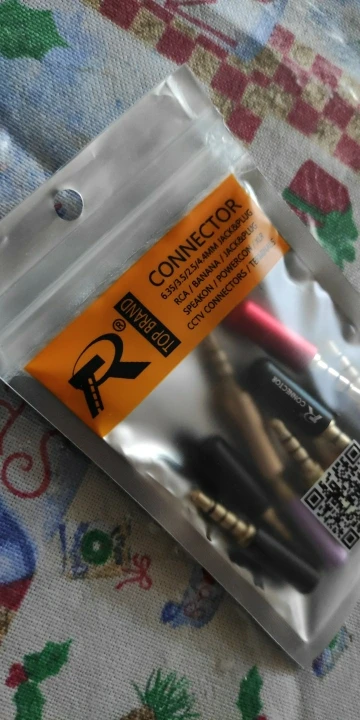 R®
TOP BRAND
CONNECTOR
6.35/3.5/2.5/4.4MM JACK&PLUG
RCA / BANANA / JACK&PLUG
SPEAKON / POWERCON
CCTV CONNECTORS /
R CONNECTOR